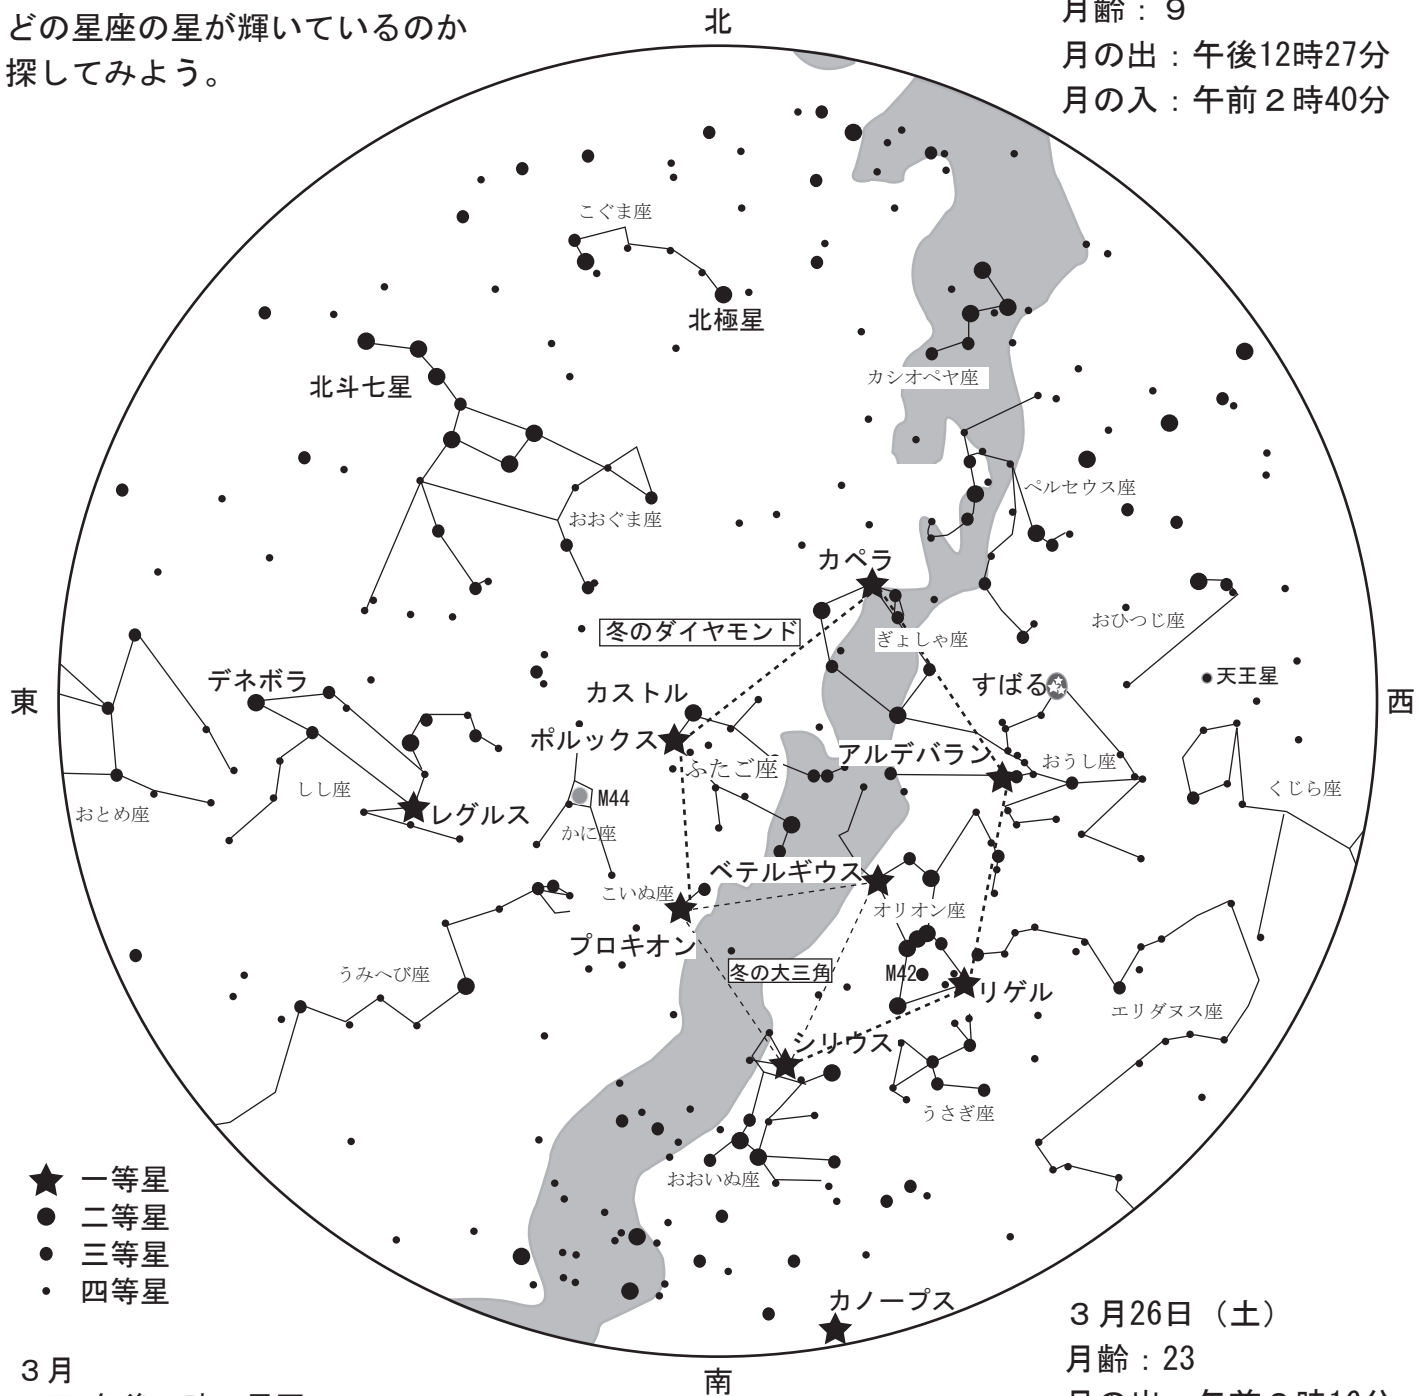 どの星座の星が輝いているのか
探してみよう。
北
月齢：９
月の出：午後12時27分
月の入：午前２時40分
こぐま座
北極星
カシオペヤ座
北斗七星
おおぐま座
ペルセウス座
カペラ
冬のダイヤモンド
ぎょしゃ座
おひつじ座
東
デネボラ
カストル
すばる
天王星
西
ポルックス
ふたご座
アルデバラン
おうし座
くじら座
しし座
おとめ座
レグルス
M44
かに座
ベテルギウス
こいぬ座
オリオン座
プロキオン
うみへび座
冬の大三角
M42
リゲル
エリダヌス座
シリウス
うさぎ座
おおいぬ座
一等星
二等星
三等星
四等星
カノープス
３月26日（土）
月齢：23
３月
南